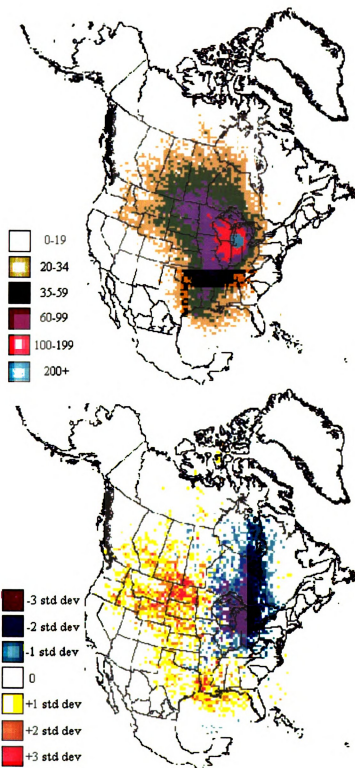 0-19
20-34
35-59
60-99
100-199
200+
-3 std dev
-2 std dev
-1 std dev
0
+1 std dev
+2 std dev
+3 std dev